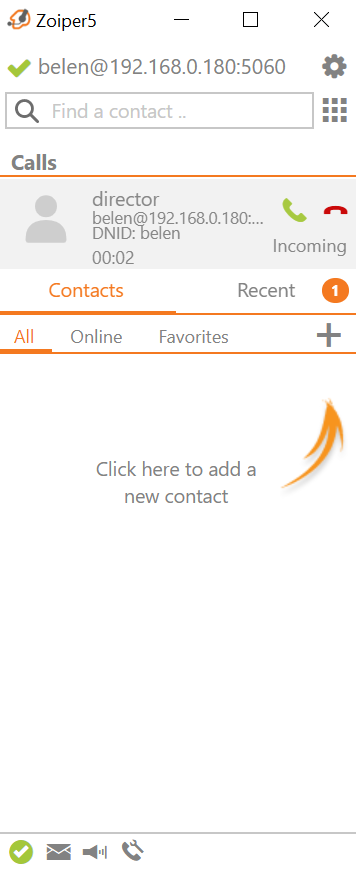 Zoiper5
belen@192.168.0.180:5060
Find a contact ..
Calls
director
belen@192.168.0.180:...
DNID: belen
00:02
Incoming
Contacts
Recent
1
All
Online
Favorites
Click here to add a
new contact